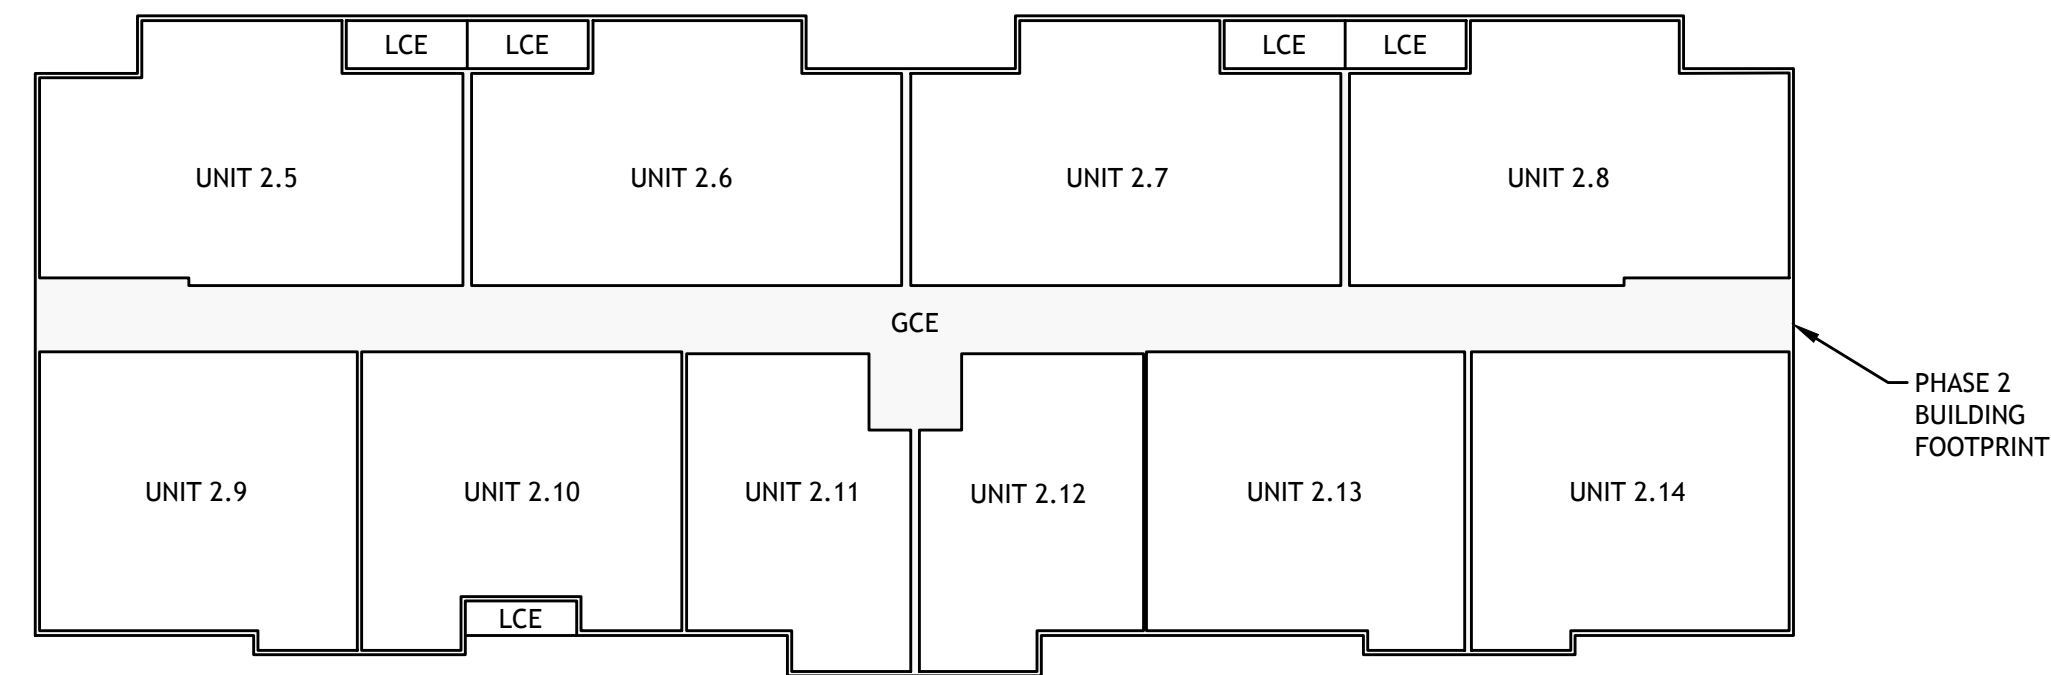 LCE
LCE
LCE
LCE
UNIT 2.5
UNIT 2.6
UNIT 2.7
UNIT 2.8
GCE
PHASE 2
BUILDING
FOOTPRINT
UNIT 2.9
UNIT 2.10
UNIT 2.11
UNIT 2.12
UNIT 2.13
UNIT 2.14
LCE